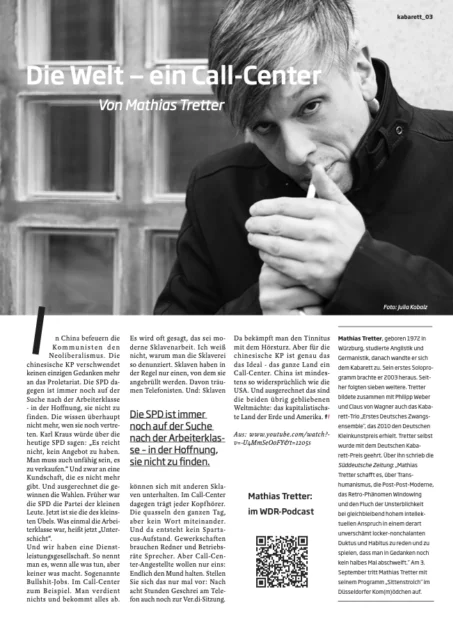 kabarett_03
Die Welt – ein Call-Center
Von Mathias Tretter
Foto: Julia Kobalz
In China befeuern die
Kommunisten den
Neoliberalismus. Die
chinesische KP verschwendet
keinen einzigen Gedanken mehr
an das Proletariat. Die SPD da-
gegen ist immer noch auf der
Suche nach der Arbeiterklasse
- in der Hoffnung, sie nicht zu
finden. Die wissen überhaupt
nicht mehr, wen sie noch vertre-
ten. Karl Kraus würde über die
heutige SPD sagen: „Es reicht
nicht, kein Angebot zu haben.
Man muss auch unfähig sein, es
zu verkaufen.“ Und zwar an eine
Kundschaft, die es nicht mehr
gibt. Und ausgerechnet die ge-
winnen die Wahlen. Früher war
die SPD die Partei der kleinen
Leute. Jetzt ist sie die des kleins-
ten Übels. Was einmal die Arbei-
terklasse war, heißt jetzt „Unter-
schicht“.
Und wir haben eine Dienst-
leistungsgesellschaft. So nennt
man es, wenn alle was tun, aber
keiner was macht. Sogenannte
Bullshit-Jobs. Im Call-Center
zum Beispiel. Man verdient
nichts und bekommt alles ab.
Es wird oft gesagt, das sei mo-
derne Sklavenarbeit. Ich weiß
nicht, warum man die Sklaverei
so denunziert. Sklaven haben in
der Regel nur einen, von dem sie
angebrüllt werden. Davon träu-
men Telefonisten. Und: Sklaven
Die SPD ist immer
noch auf der Suche
nach der Arbeiterklas-
se – in der Hoffnung,
sie nicht zu finden.
können sich mit anderen Skla-
ven unterhalten. Im Call-Center
dagegen trägt jeder Kopfhörer.
Die quasseln den ganzen Tag,
aber kein Wort miteinander.
Und da entsteht kein Sparta-
cus-Aufstand. Gewerkschaften
brauchen Redner und Betriebs-
räte Sprecher. Aber Call-Cen-
ter-Angestellte wollen nur eins:
Endlich den Mund halten. Stellen
Sie sich das nur mal vor: Nach
acht Stunden Geschrei am Tele-
fon auch noch zur Ver.di-Sitzung.
Da bekämpft man den Tinnitus
mit dem Hörsturz. Aber für die
chinesische KP ist genau das
das Ideal - das ganze Land ein
Call-Center. China ist mindes-
tens so widersprüchlich wie die
USA. Und ausgerechnet das sind
die beiden übrig gebliebenen
Weltmächte: das kapitalistischs-
te Land der Erde und Amerika.
Mathias Tretter:
im WDR-Podcast
Mathias Tretter, geboren 1972 in
Würzburg, studierte Anglistik und
Germanistik, danach wandte er sich
dem Kabarett zu. Sein erstes Solopro-
gramm brachte er 2003 heraus. Seit-
her folgten sieben weitere. Tretter
bildete zusammen mit Philipp Weber
und Claus von Wagner auch das Kaba-
rett-Trio „Erstes Deutsches Zwangs-
ensemble“, das 2010 den Deutschen
Kleinkunstpreis erhielt. Tretter selbst
wurde mit dem Deutschen Kaba-
rett-Preis geehrt. Über ihn schrieb die
Süddeutsche Zeitung: „Mathias
Tretter schafft es, über Trans-
humanismus, die Post-Post-Moderne,
das Retro-Phänomen Windowing
und den Fluch der Unsterblichkeit
bei gleichbleibend hohem intellek-
tuellen Anspruch in einem derart
unverschämt locker-nonchalanten
Duktus und Habitus zu reden und zu
spielen, dass man in Gedanken noch
kein halbes Mal abschweift.“ Am 3.
September tritt Mathias Tretter mit
seinem Programm „Sittenstrolch“ im
Düsseldorfer Kom(m)ödchen auf.